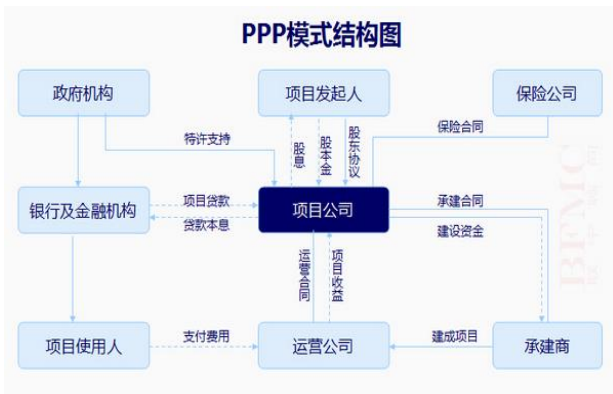 PPP模式结构图
政府机构
项目发起人
保险公司
特许支持
股息
股本金
股东协议
保险合同
银行及金融机构
项目贷款
贷款本息
项目公司
承建合同
建设资金
运营合同
项目收益
项目使用人
支付费用
运营公司
建成项目
承建商
BFMC